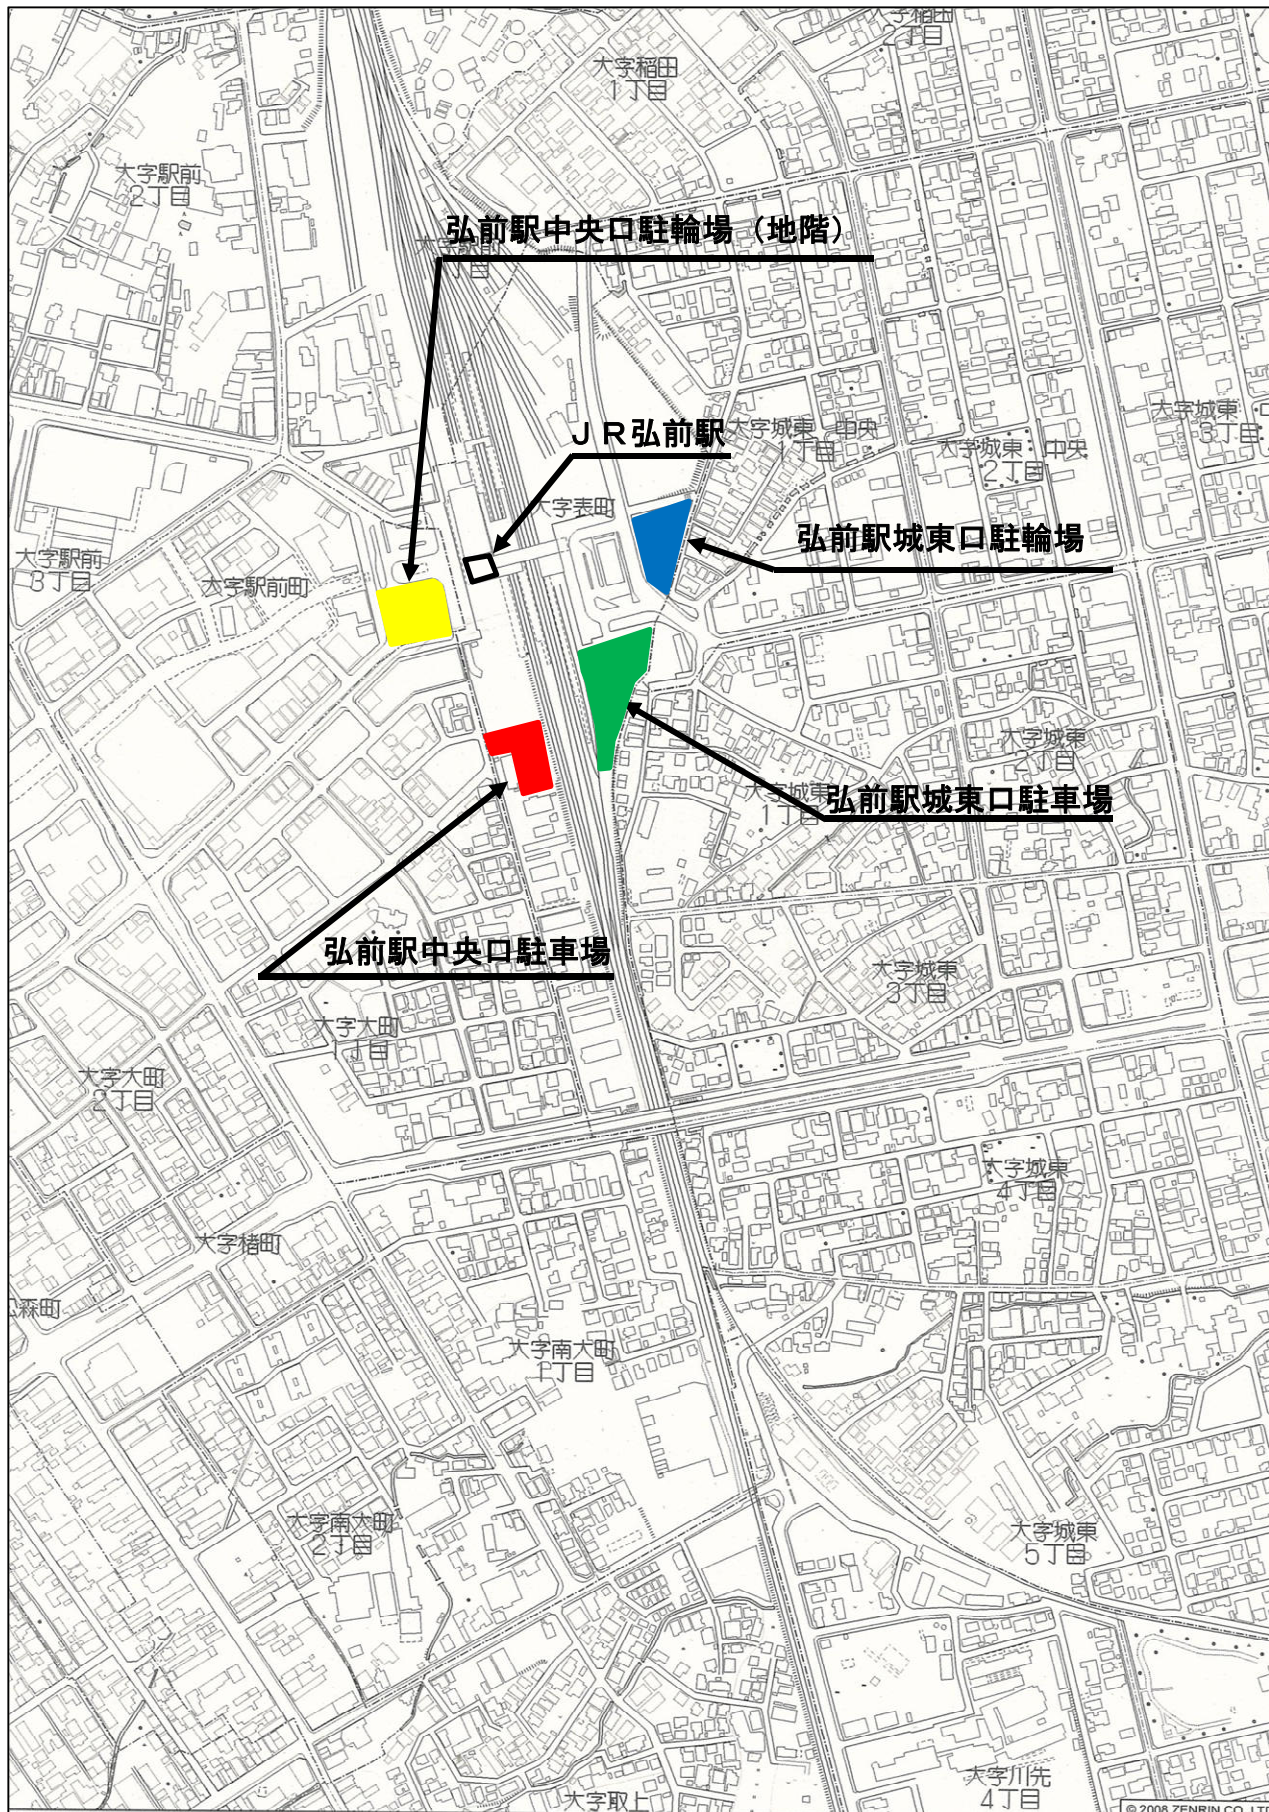 大字稲田
2丁目
大字稲田
1丁目
大字駅前
2丁目
弘前駅中央口駐輪場（地階）
丁目
ＪＲ弘前駅
大字城東　中央
1丁目
大字城東　中央
2丁目
大字城東
3丁目
大字表町
弘前駅城東口駐輪場
大字駅前
3丁目
大字駅前町
大字城東
2丁目
大字城東
1丁目
弘前駅城東口駐車場
弘前駅中央口駐車場
大字城東
3丁目
大字大町
1丁目
大字大町
2丁目
大字城東
4丁目
大字楮町
森町
大字南大町
1丁目
大字南大町
2丁目
大字城東
5丁目
大字川先
4丁目
大字取上
© 2008 ZENRIN CO., LTD